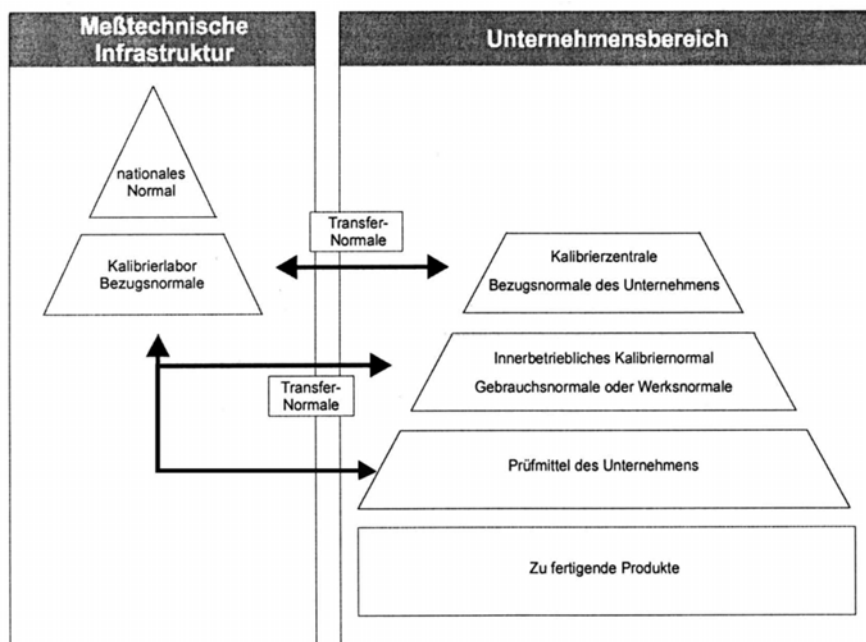 Meßtechnische
Infrastruktur
Unternehmensbereich
nationales
Normal
Kalibrierlabor
Bezugsnormale
Transfer-
Normale
Kalibrierzentrale
Bezugsnormale des Unternehmens
Transfer-
Normale
Innerbetriebliches Kalibriernormal
Gebrauchsnormale oder Werksnormale
Prüfmittel des Unternehmens
Zu fertigende Produkte